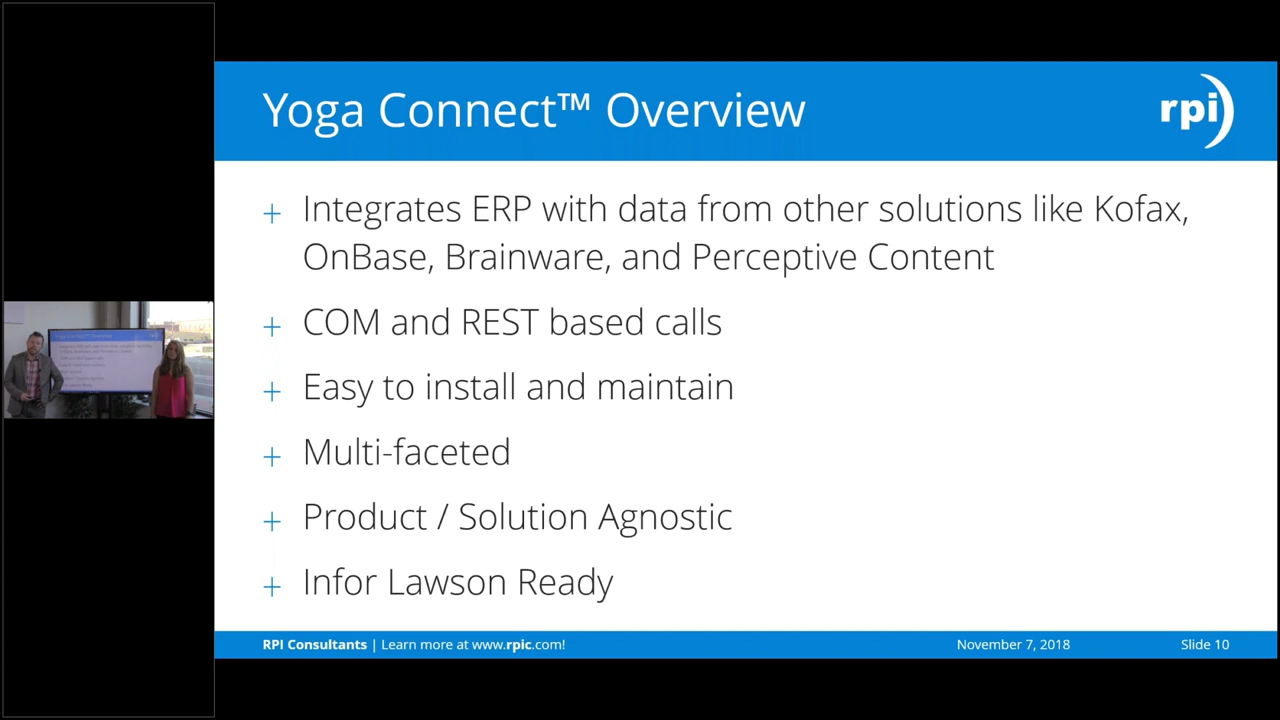 Yoga Connect™ Overview
rpi
+ Integrates ERP with data from other solutions like Kofax,
OnBase, Brainware, and Perceptive Content
+ COM and REST based calls
+ Easy to install and maintain
+ Multi-faceted
+ Product / Solution Agnostic
+ Infor Lawson Ready
RPI Consultants | Learn more at www.rpic.com!
November 7, 2018
Slide 10